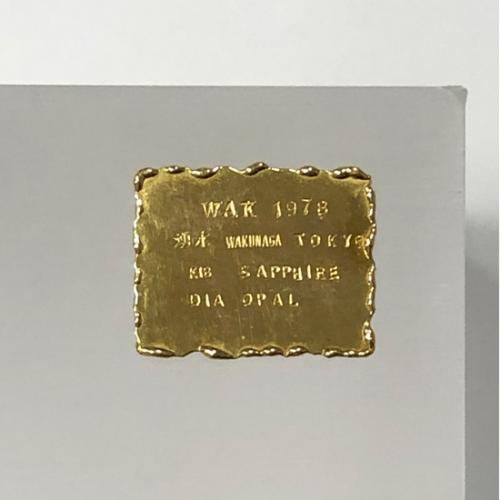 WAK 1978
WAKUNAGA TOKYO
K18 SAPPHIRE
DIA OPAL